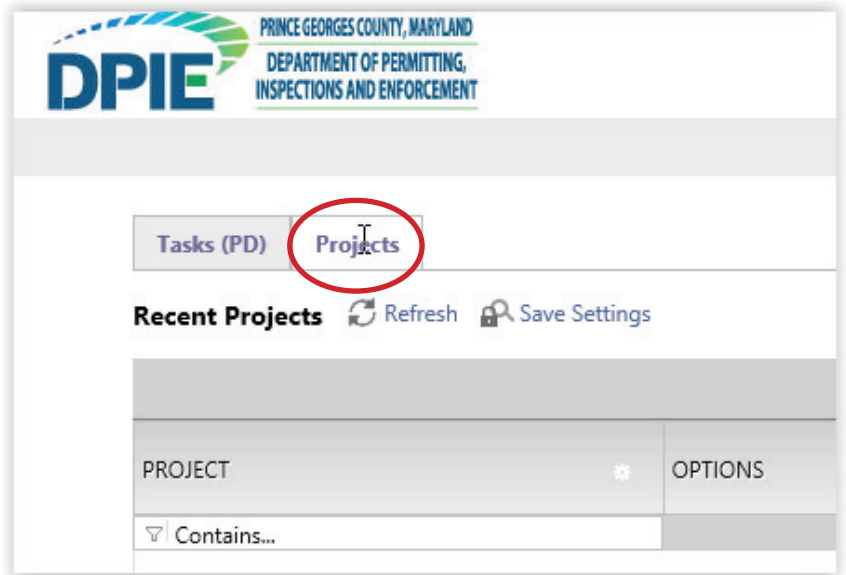 PRINCE GEORGES COUNTY, MARYLAND
DPIE
DEPARTMENT OF PERMITTING,
INSPECTIONS AND ENFORCEMENT
Tasks (PD) Projects
Recent Projects Refresh Save Settings
PROJECT OPTIONS
Contains...